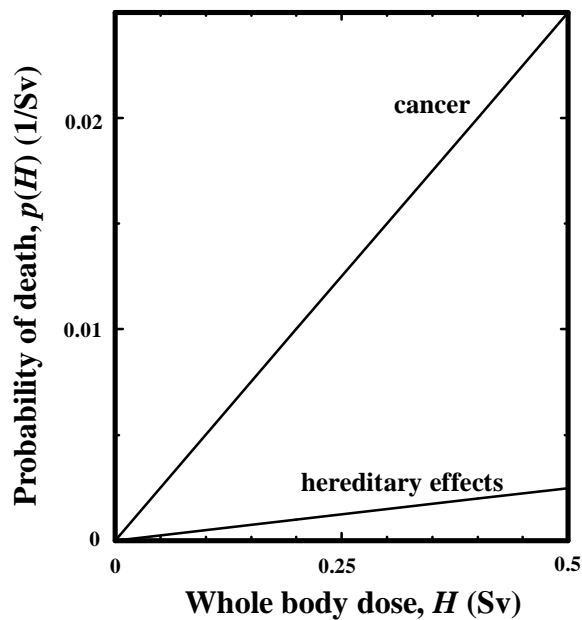 Probability of death, p(H) (1/Sv)
cancer
0.02
0.01
hereditary effects
0
0
0.25
0.5
Whole body dose, H (Sv)